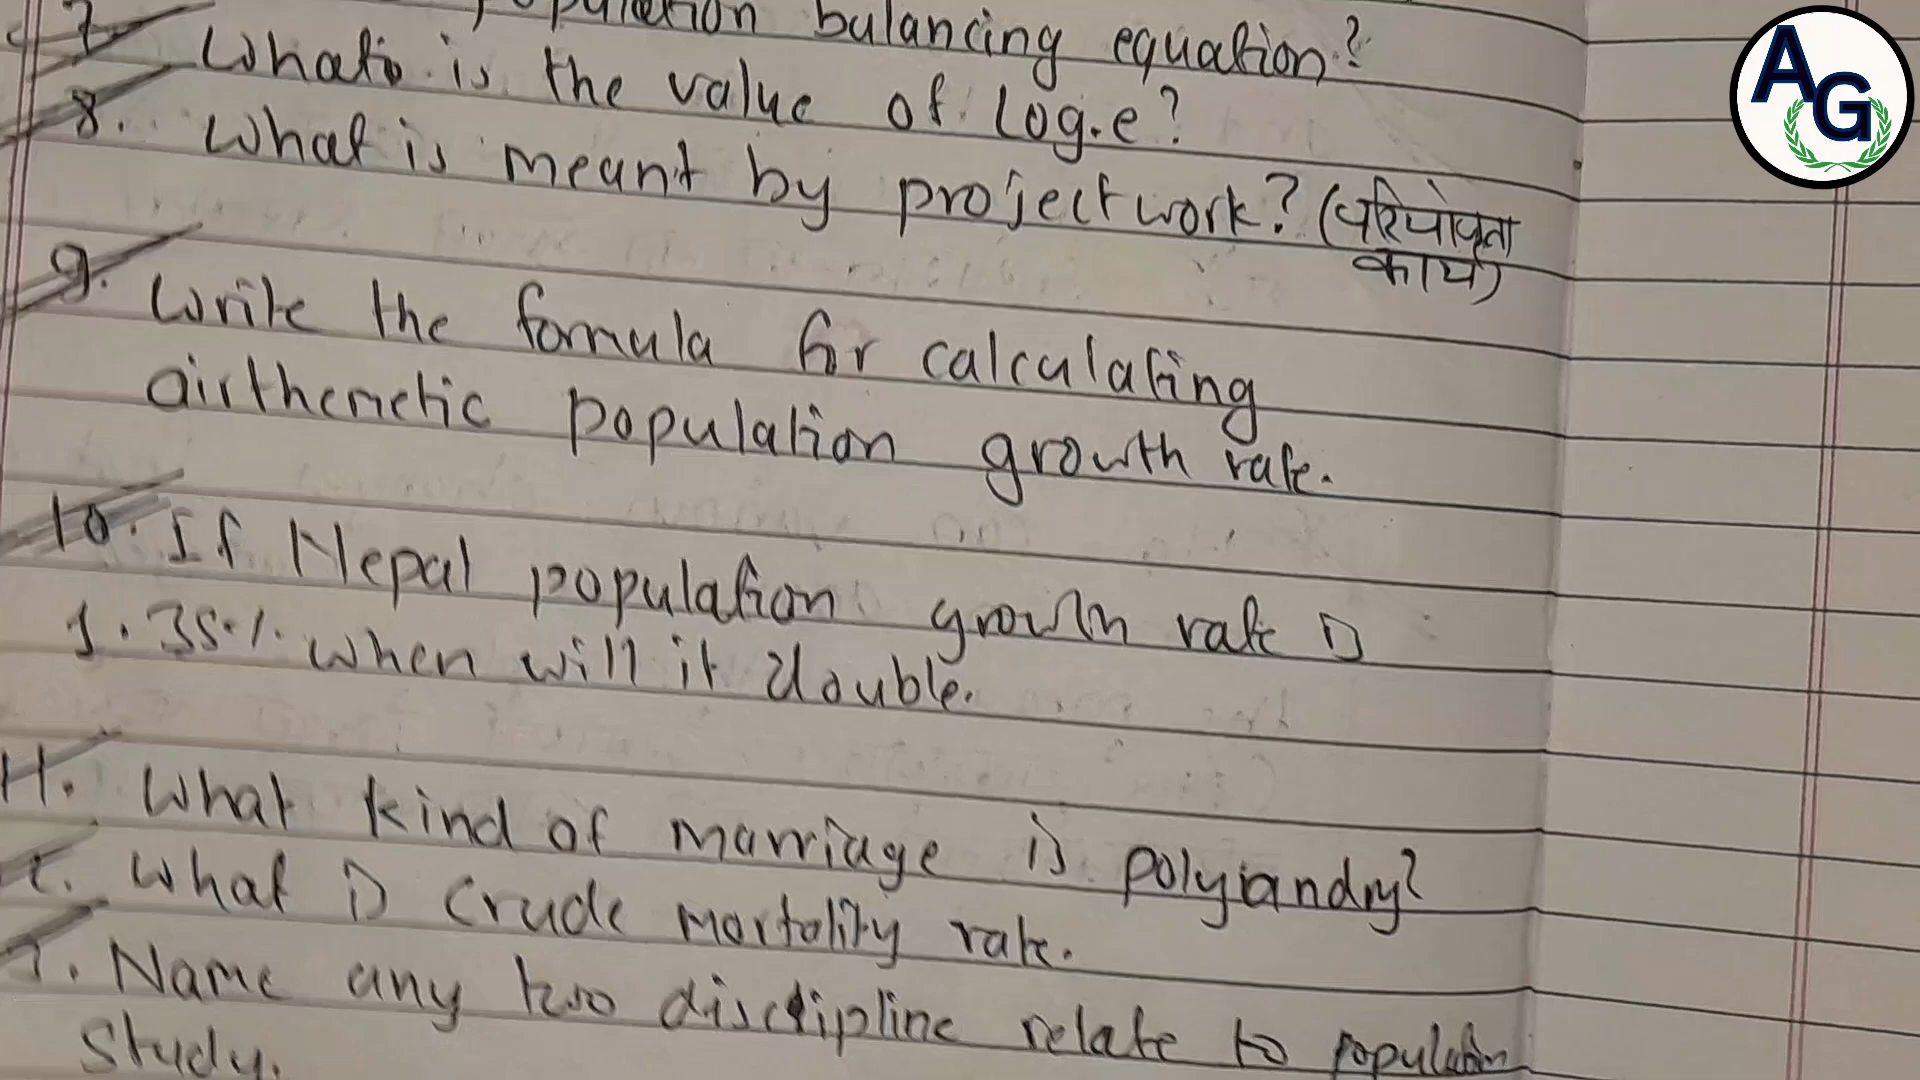 population balancing equation?
7. What is the value of Log.e?
8. What is meant by project work? (परियोजना
कार्य)
9. Write the formula for calculating
airthemetic population growth rate.
10. If Nepal population growth rate is
1.35% when will it double.
11. What kind of marriage is polyandry?
What is crude mortality rate.
Name any two discipline relate to population
study.
AG